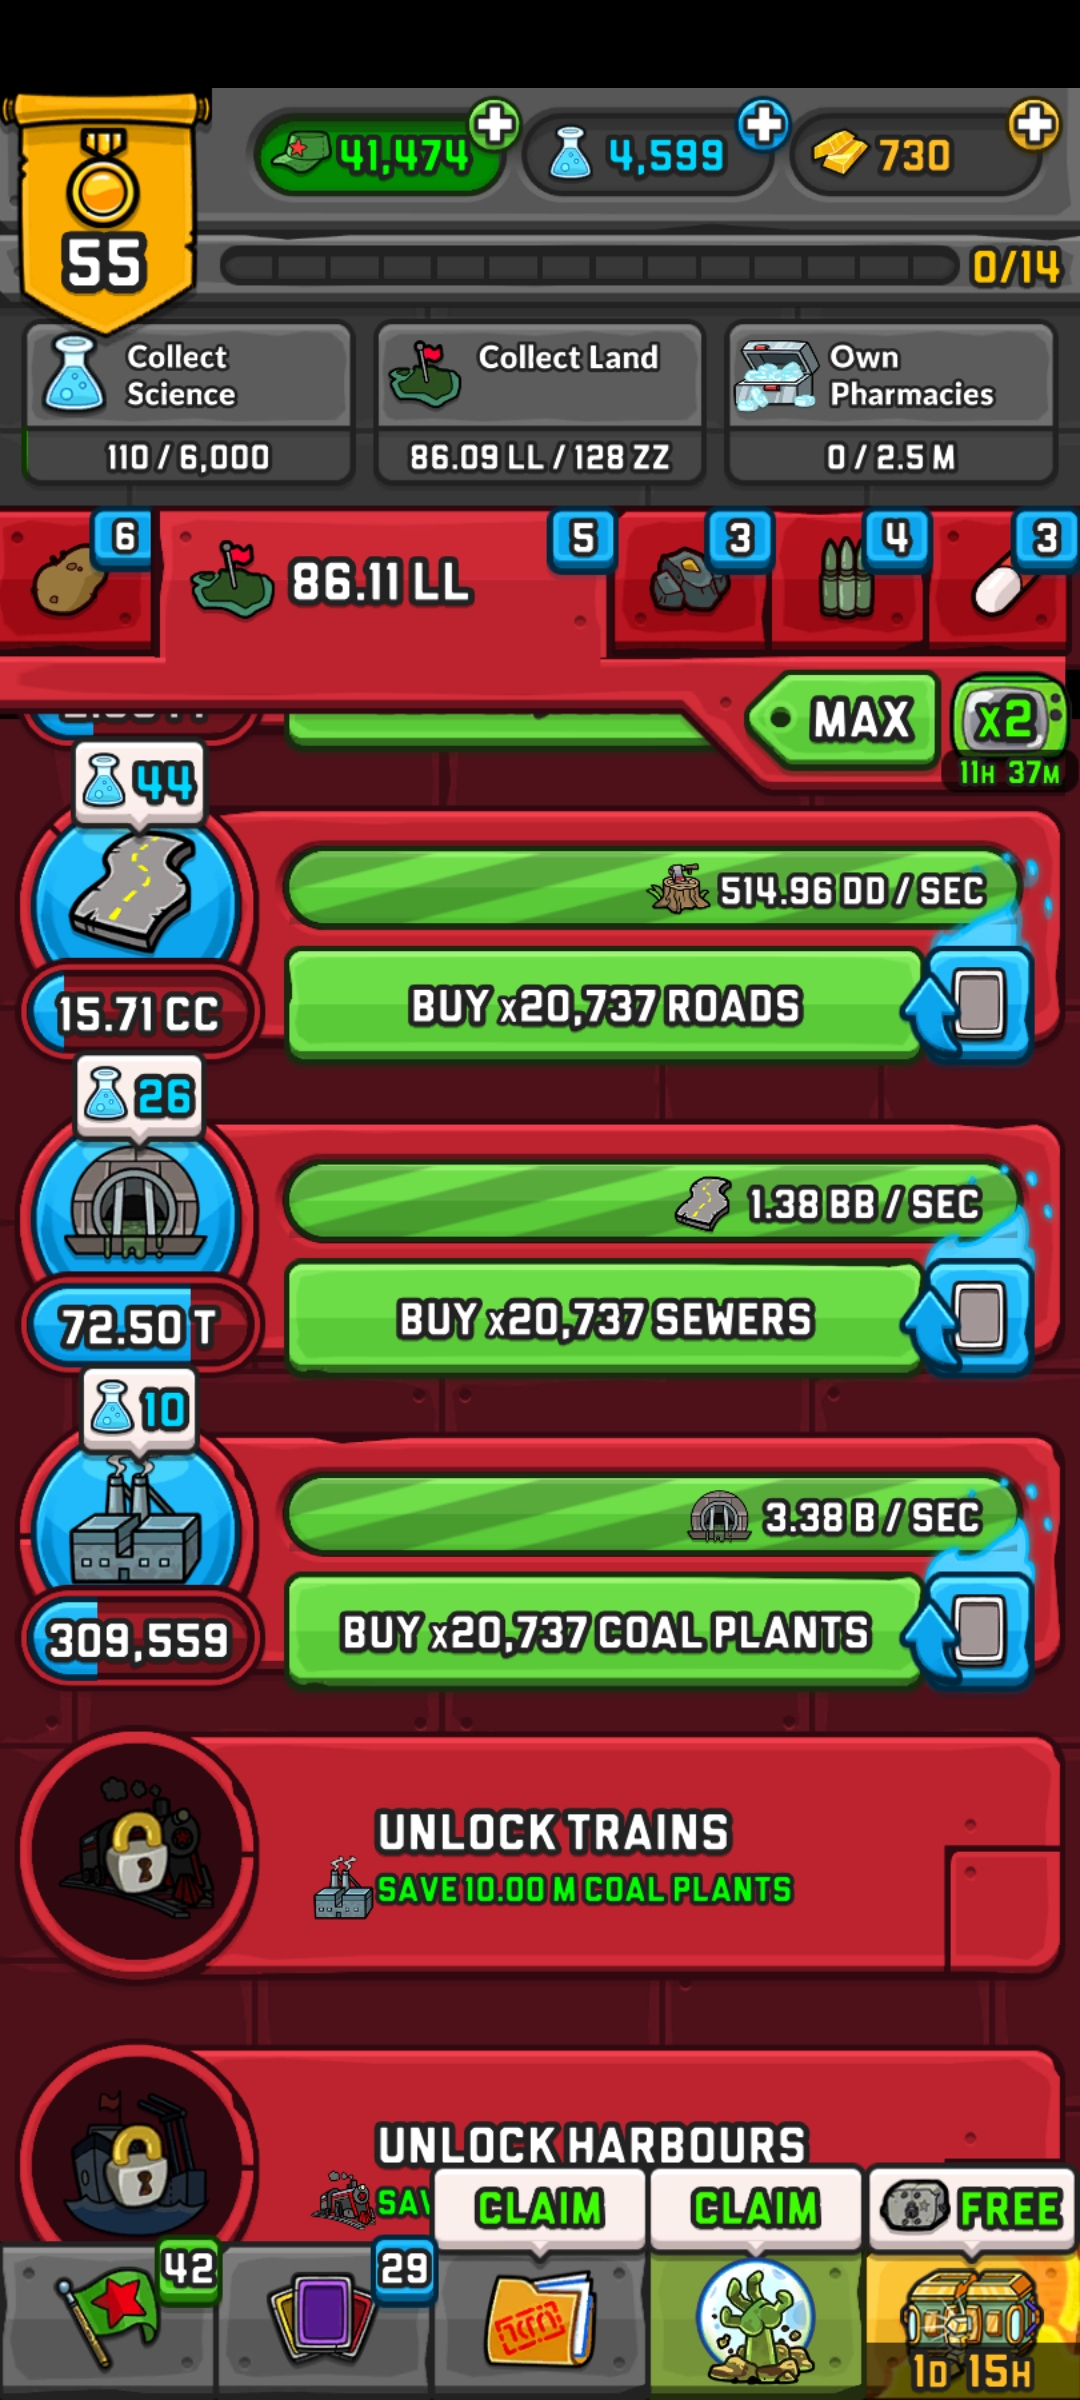 41,474
4,599
730
55
0/14
Collect
Science
110 / 6,000
Collect Land
86.09 LL / 128 ZZ
Own
Pharmacies
0 / 2.5 M
6
86.11 LL
5
3
4
3
MAX
x2
11H 37M
44
514.96 DD / SEC
15.71 CC
BUY x20,737 ROADS
26
1.38 BB / SEC
72.50 T
BUY x20,737 SEWERS
10
3.38 B / SEC
309,559
BUY x20,737 COAL PLANTS
UNLOCK TRAINS
SAVE 10.00 M COAL PLANTS
UNLOCK HARBOURS
CLAIM
CLAIM
FREE
42
29
1D 15H